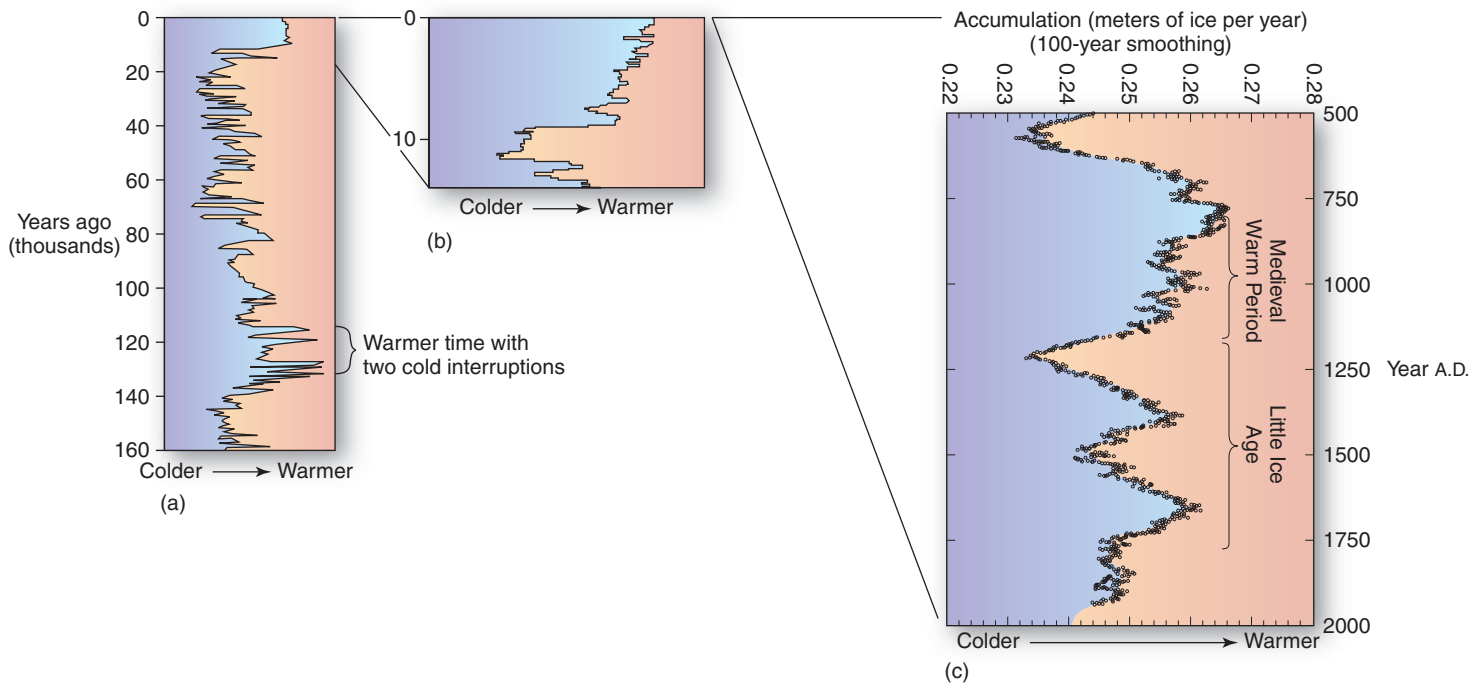 0
20
40
60
80
100
120
140
160
Years ago
(thousands)
Colder → Warmer
(a)
Warmer time with
two cold interruptions
0
10
Colder → Warmer
(b)
Accumulation (meters of ice per year)
(100-year smoothing)
0.22
0.23
0.24
0.25
0.26
0.27
0.28
500
750
1000
1250
1500
1750
2000
Year A.D.
Medieval
Warm Period
Little Ice
Age
Colder → Warmer
(c)